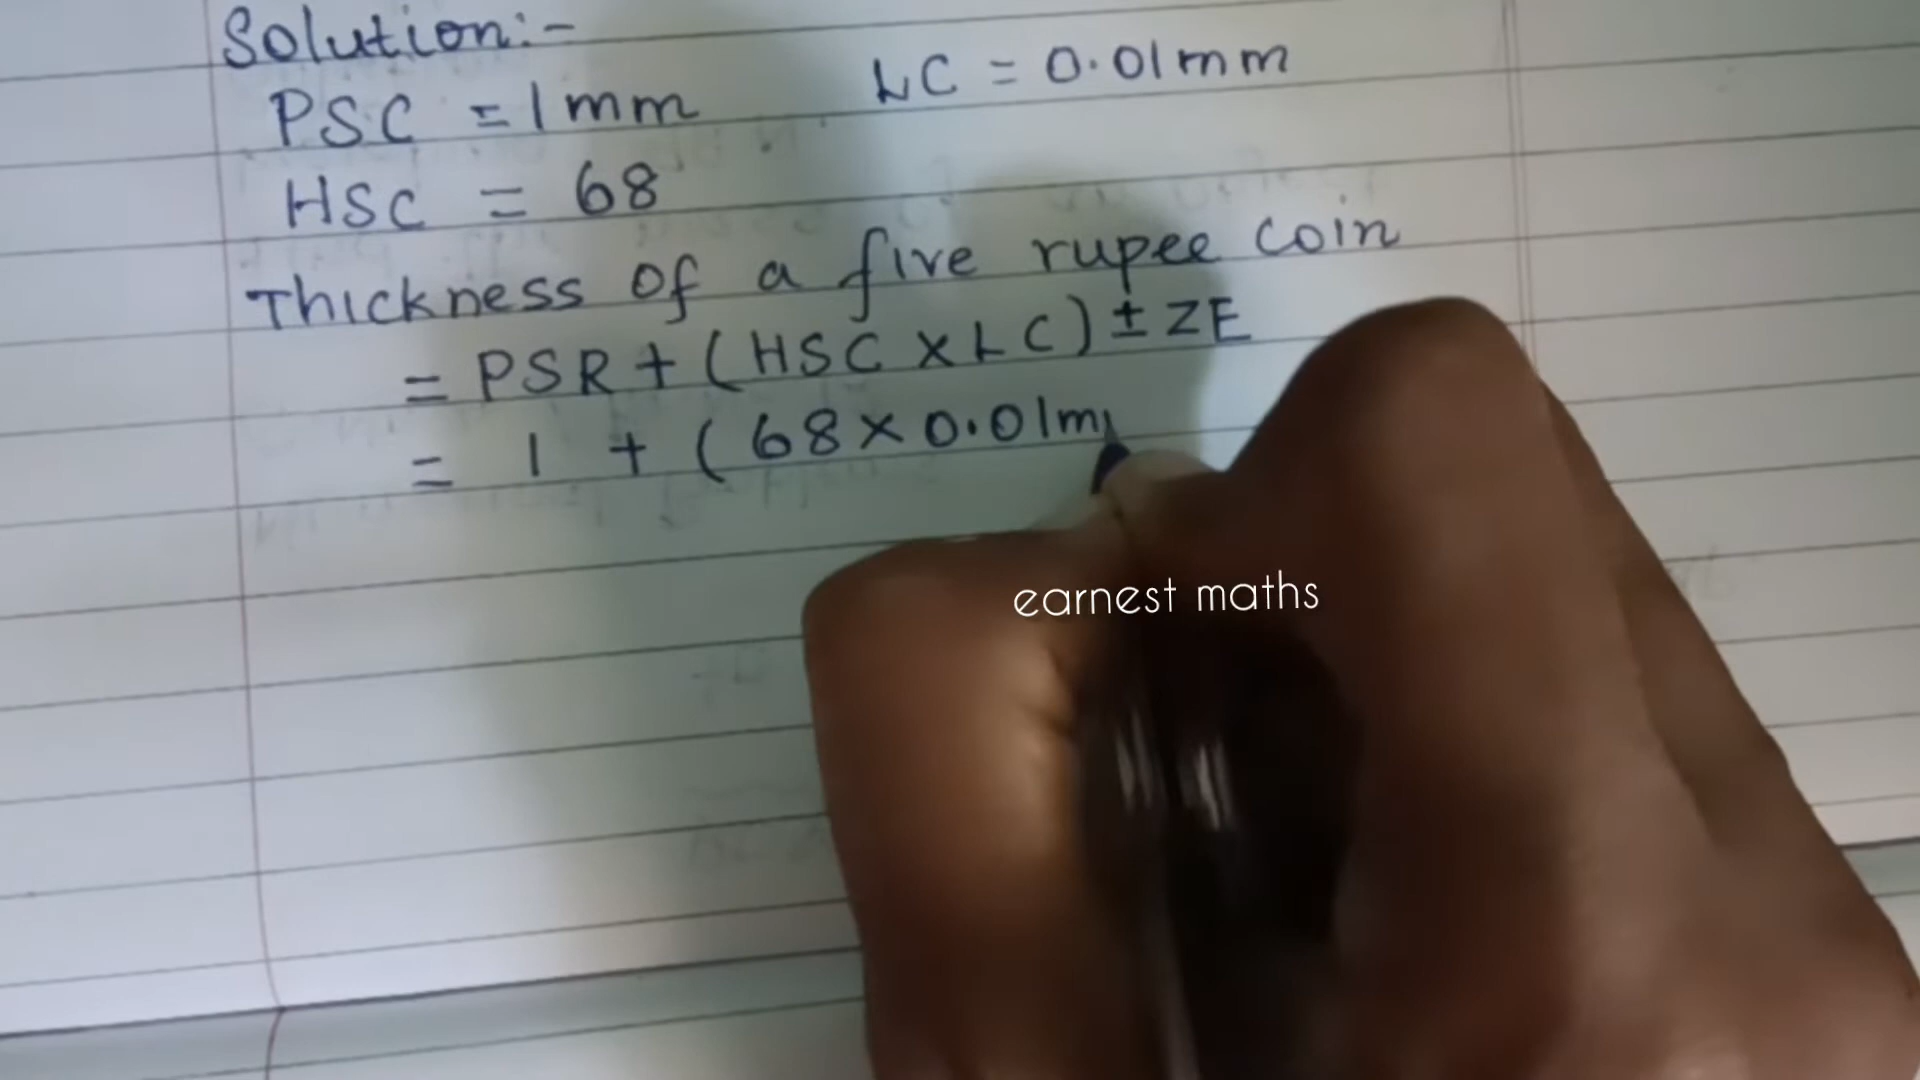 Solution:-
PSC = 1mm LC = 0.01mm
HSC = 68
Thickness of a five rupee coin
= PSR + (HSC X LC) ± ZE
= 1 + (68 × 0.01m
earnest maths